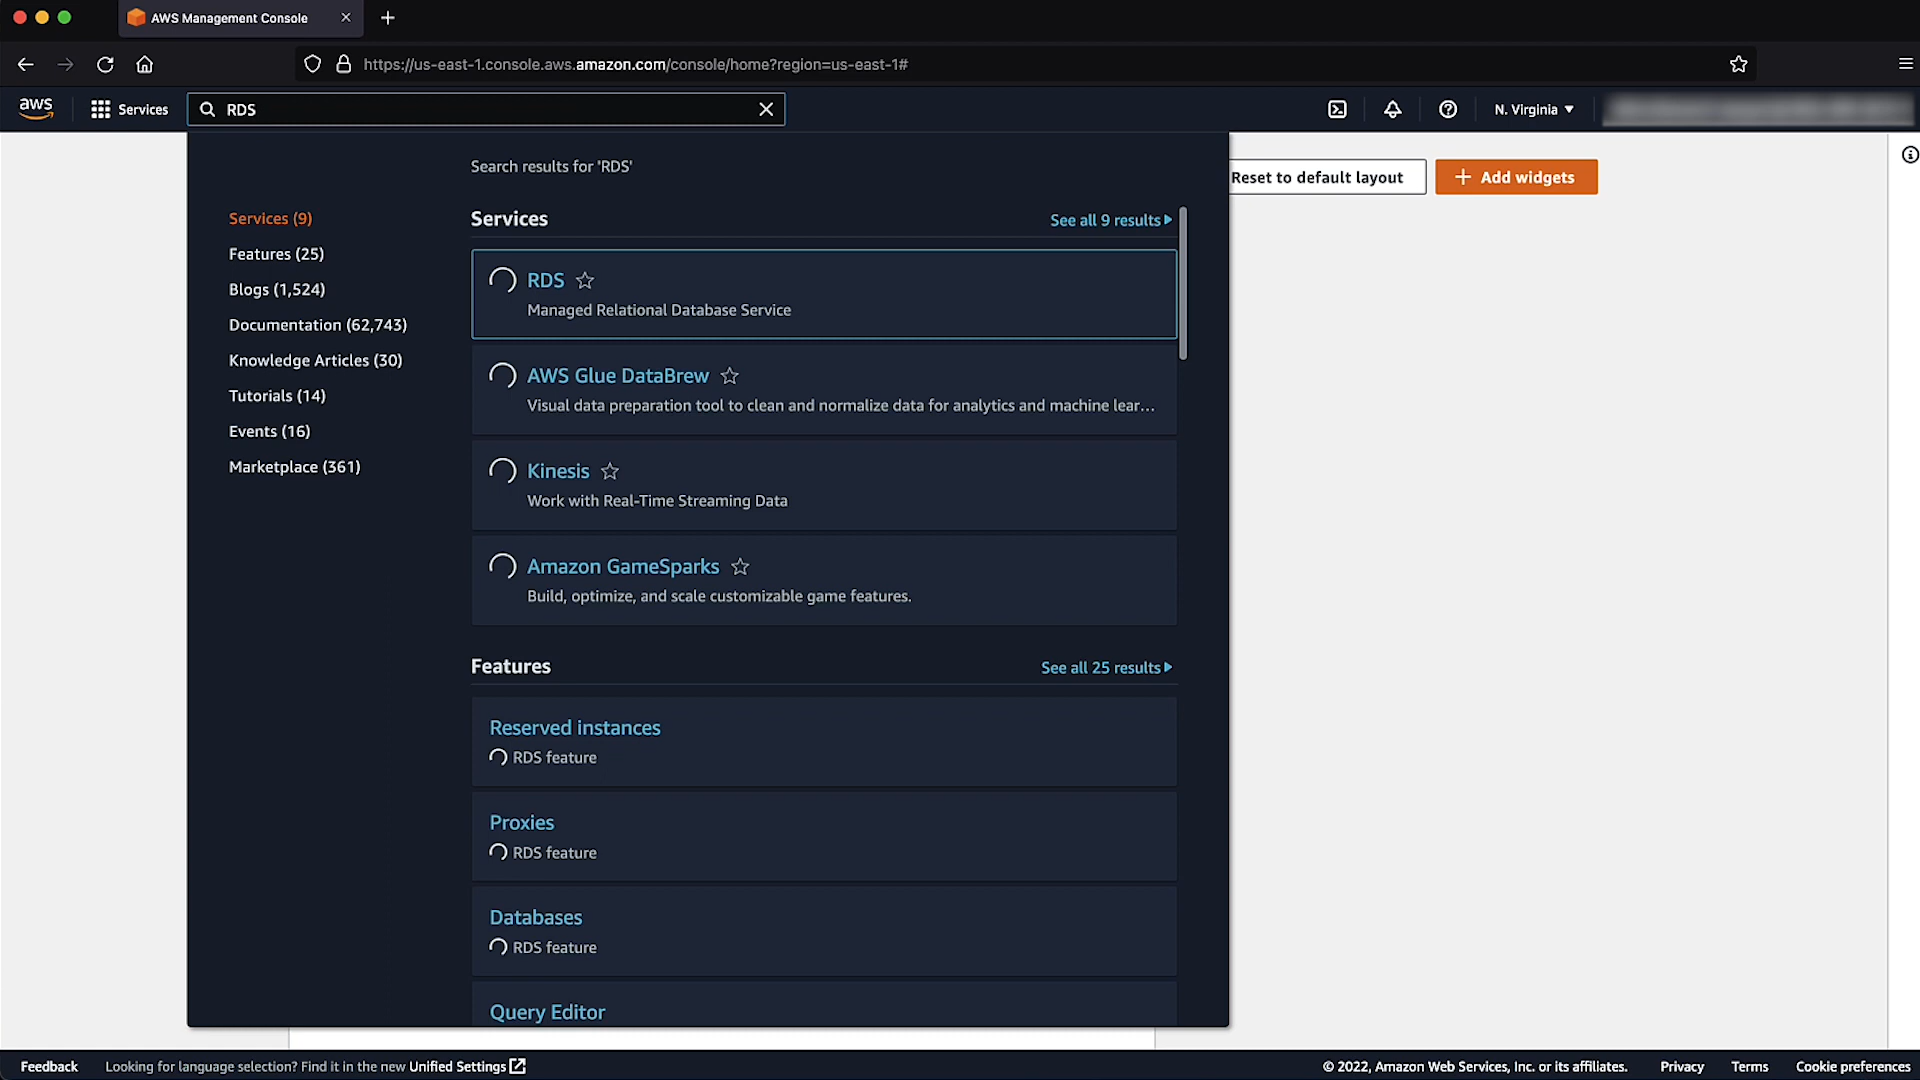 AWS Management Console
https://us-east-1.console.aws.amazon.com/console/home?region=us-east-1#
aws
Services
RDS
N. Virginia
Search results for 'RDS'
Reset to default layout
Add widgets
Services (9)
Features (25)
Blogs (1,524)
Documentation (62,743)
Knowledge Articles (30)
Tutorials (14)
Events (16)
Marketplace (361)
Services
See all 9 results
RDS
Managed Relational Database Service
AWS Glue DataBrew
Visual data preparation tool to clean and normalize data for analytics and machine lear...
Kinesis
Work with Real-Time Streaming Data
Amazon GameSparks
Build, optimize, and scale customizable game features.
Features
See all 25 results
Reserved instances
RDS feature
Proxies
RDS feature
Databases
RDS feature
Query Editor
Feedback
Looking for language selection? Find it in the new Unified Settings
© 2022, Amazon Web Services, Inc. or its affiliates.
Privacy
Terms
Cookie preferences